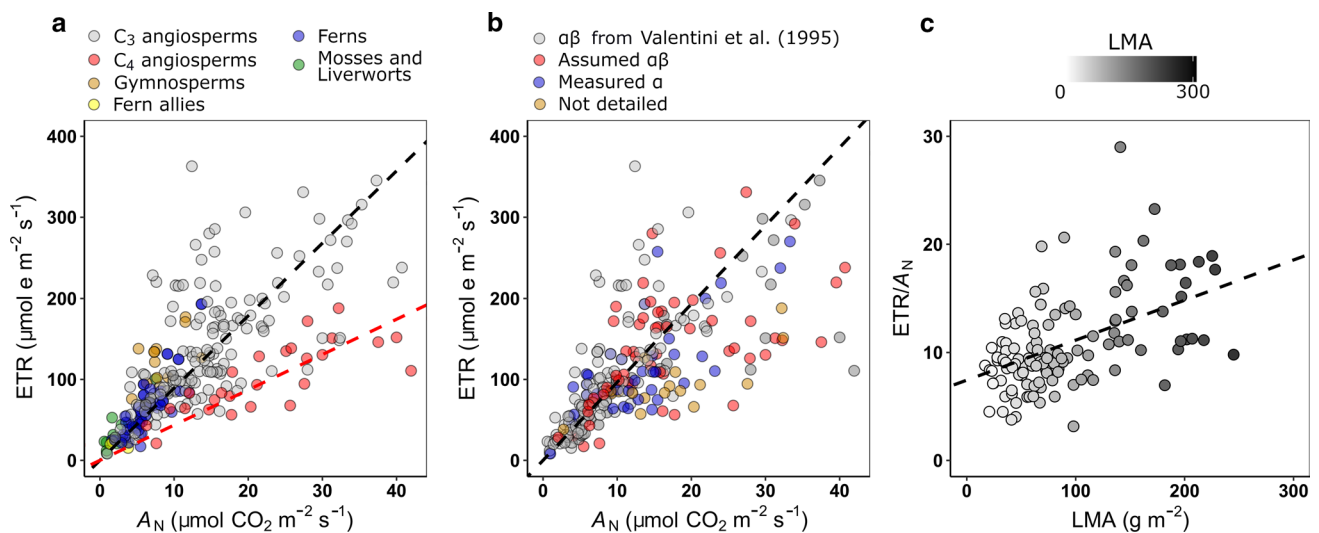 a
C3 angiosperms
C4 angiosperms
Gymnosperms
Fern allies
Ferns
Mosses and
Liverworts
400
300
200
100
0
ETR (μmol e m−2 s−1)
0 10 20 30 40
AN (μmol CO2 m−2 s−1)
b
αβ from Valentini et al. (1995)
Assumed αβ
Measured α
Not detailed
400
300
200
100
0
ETR (μmol e m−2 s−1)
0 10 20 30 40
AN (μmol CO2 m−2 s−1)
c
LMA
0 300
30
20
10
0
ETR/AN
0 100 200 300
LMA (g m−2)